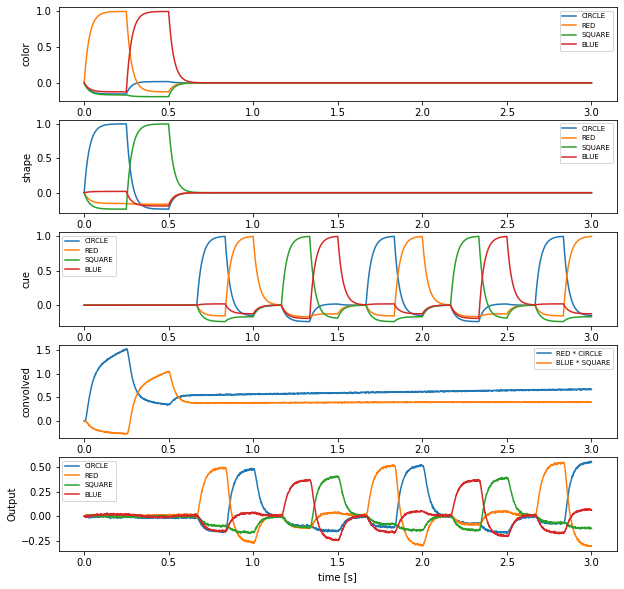 color
1.0
0.5
0.0
CIRCLE
RED
SQUARE
BLUE
0.0 0.5 1.0 1.5 2.0 2.5 3.0
shape
1.0
0.5
0.0
CIRCLE
RED
SQUARE
BLUE
0.0 0.5 1.0 1.5 2.0 2.5 3.0
cue
1.0
0.5
0.0
CIRCLE
RED
SQUARE
BLUE
0.0 0.5 1.0 1.5 2.0 2.5 3.0
convolved
1.5
1.0
0.5
0.0
RED * CIRCLE
BLUE * SQUARE
0.0 0.5 1.0 1.5 2.0 2.5 3.0
Output
0.50
0.25
0.00
−0.25
CIRCLE
RED
SQUARE
BLUE
0.0 0.5 1.0 1.5 2.0 2.5 3.0
time [s]